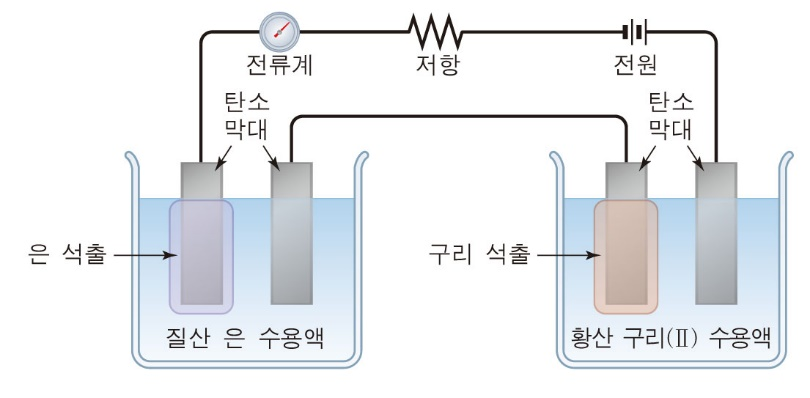 전류계
저항
전원
탄소
막대
탄소
막대
은 석출
구리 석출
질산 은 수용액
황산 구리(Ⅱ) 수용액